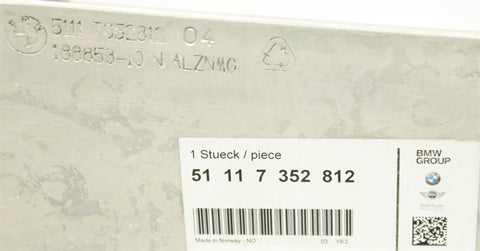 5111 7352812 04
188853-10 N ALZNMG
1 Stueck / piece
51 11 7 352 812
Made in Norway - NO
03 YK3
BMW
GROUP